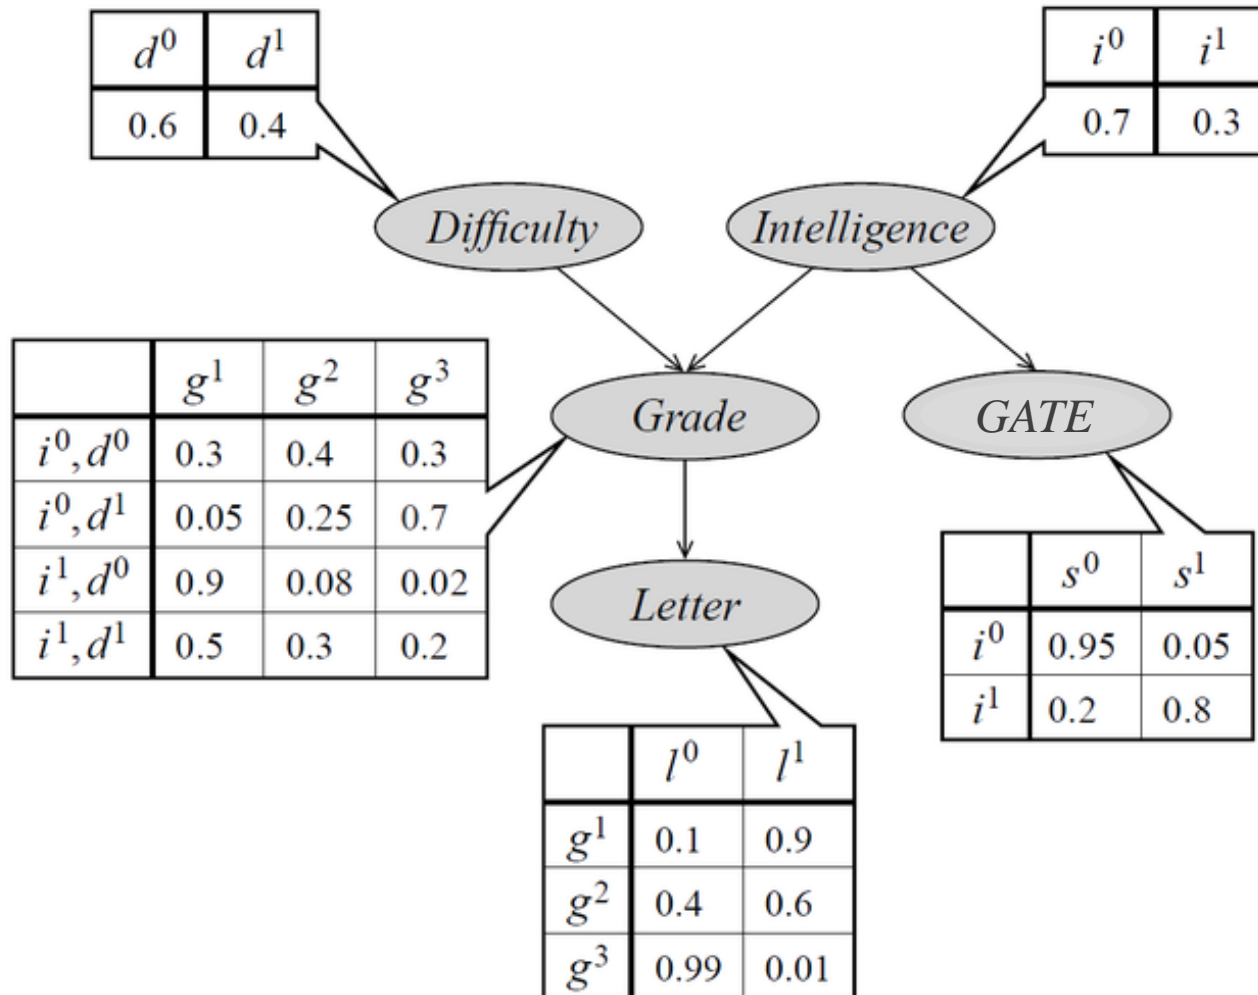 d⁰ d¹
0.6 0.4
i⁰ i¹
0.7 0.3
Difficulty
Intelligence
g¹ g² g³
i⁰,d⁰ 0.3 0.4 0.3
i⁰,d¹ 0.05 0.25 0.7
i¹,d⁰ 0.9 0.08 0.02
i¹,d¹ 0.5 0.3 0.2
Grade
GATE
s⁰ s¹
i⁰ 0.95 0.05
i¹ 0.2 0.8
Letter
l⁰ l¹
g¹ 0.1 0.9
g² 0.4 0.6
g³ 0.99 0.01